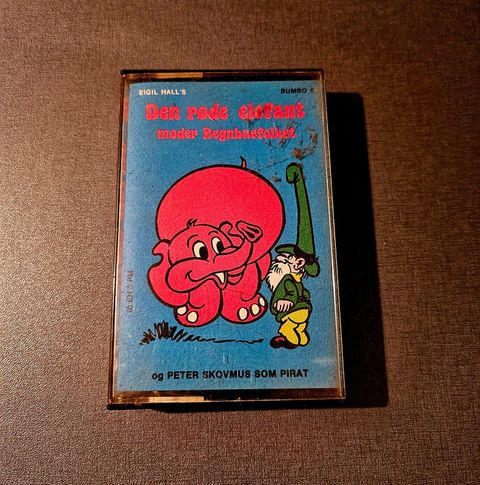 EIGIL HALL'S BUMBO 5
Den røde elefant
møder Regnbuefolket
og PETER SKOVMUS SOM PIRAT